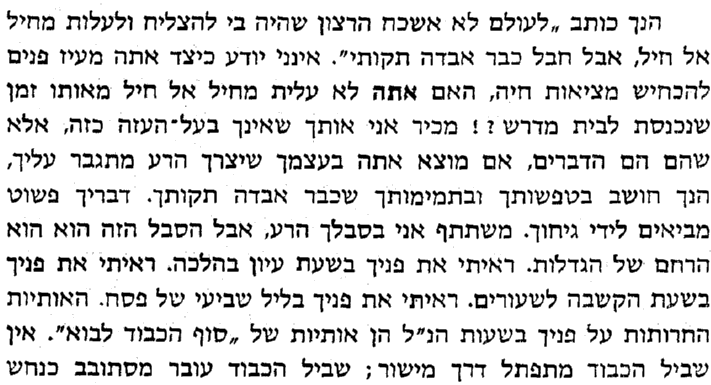 הנך כותב „לעולם לא אשכח הרצון שהיה בי להצליח ולעלות מחיל
אל חיל, אבל חבל כבר אבדה תקותי״. אינני יודע כיצד אתה מעיז פנים
להכחיש מציאות חיה, האם אתה לא עלית מחיל אל חיל מאותו זמן
שנכנסת לבית מדרש ? ! מכיר אני אותך שאינך בעל־העזה כזה, אלא
שהם הם הדברים, אם מוצא אתה בעצמך שיצרך הרע מתגבר עליך,
הנך חושב בטפשותך ובתמימותך שכבר אבדה תקותך. דבריך פשוט
מביאים לידי גיחוך. משתתף אני בסבלך הרע, אבל הסבל הזה הוא הוא
הרחם של הגדלות. ראיתי את פניך בשעת עיון בהלכה. ראיתי את פניך
בשעת הקשבה לשעורים. ראיתי את פניך בליל שביעי של פסח. האותיות
החרותות על פניך בשעות הנ״ל הן אותיות של „סוף הכבוד לבוא״. אין
שביל הכבוד מתפתל דרך מישור ; שביל הכבוד עובר מסתובב כנחש